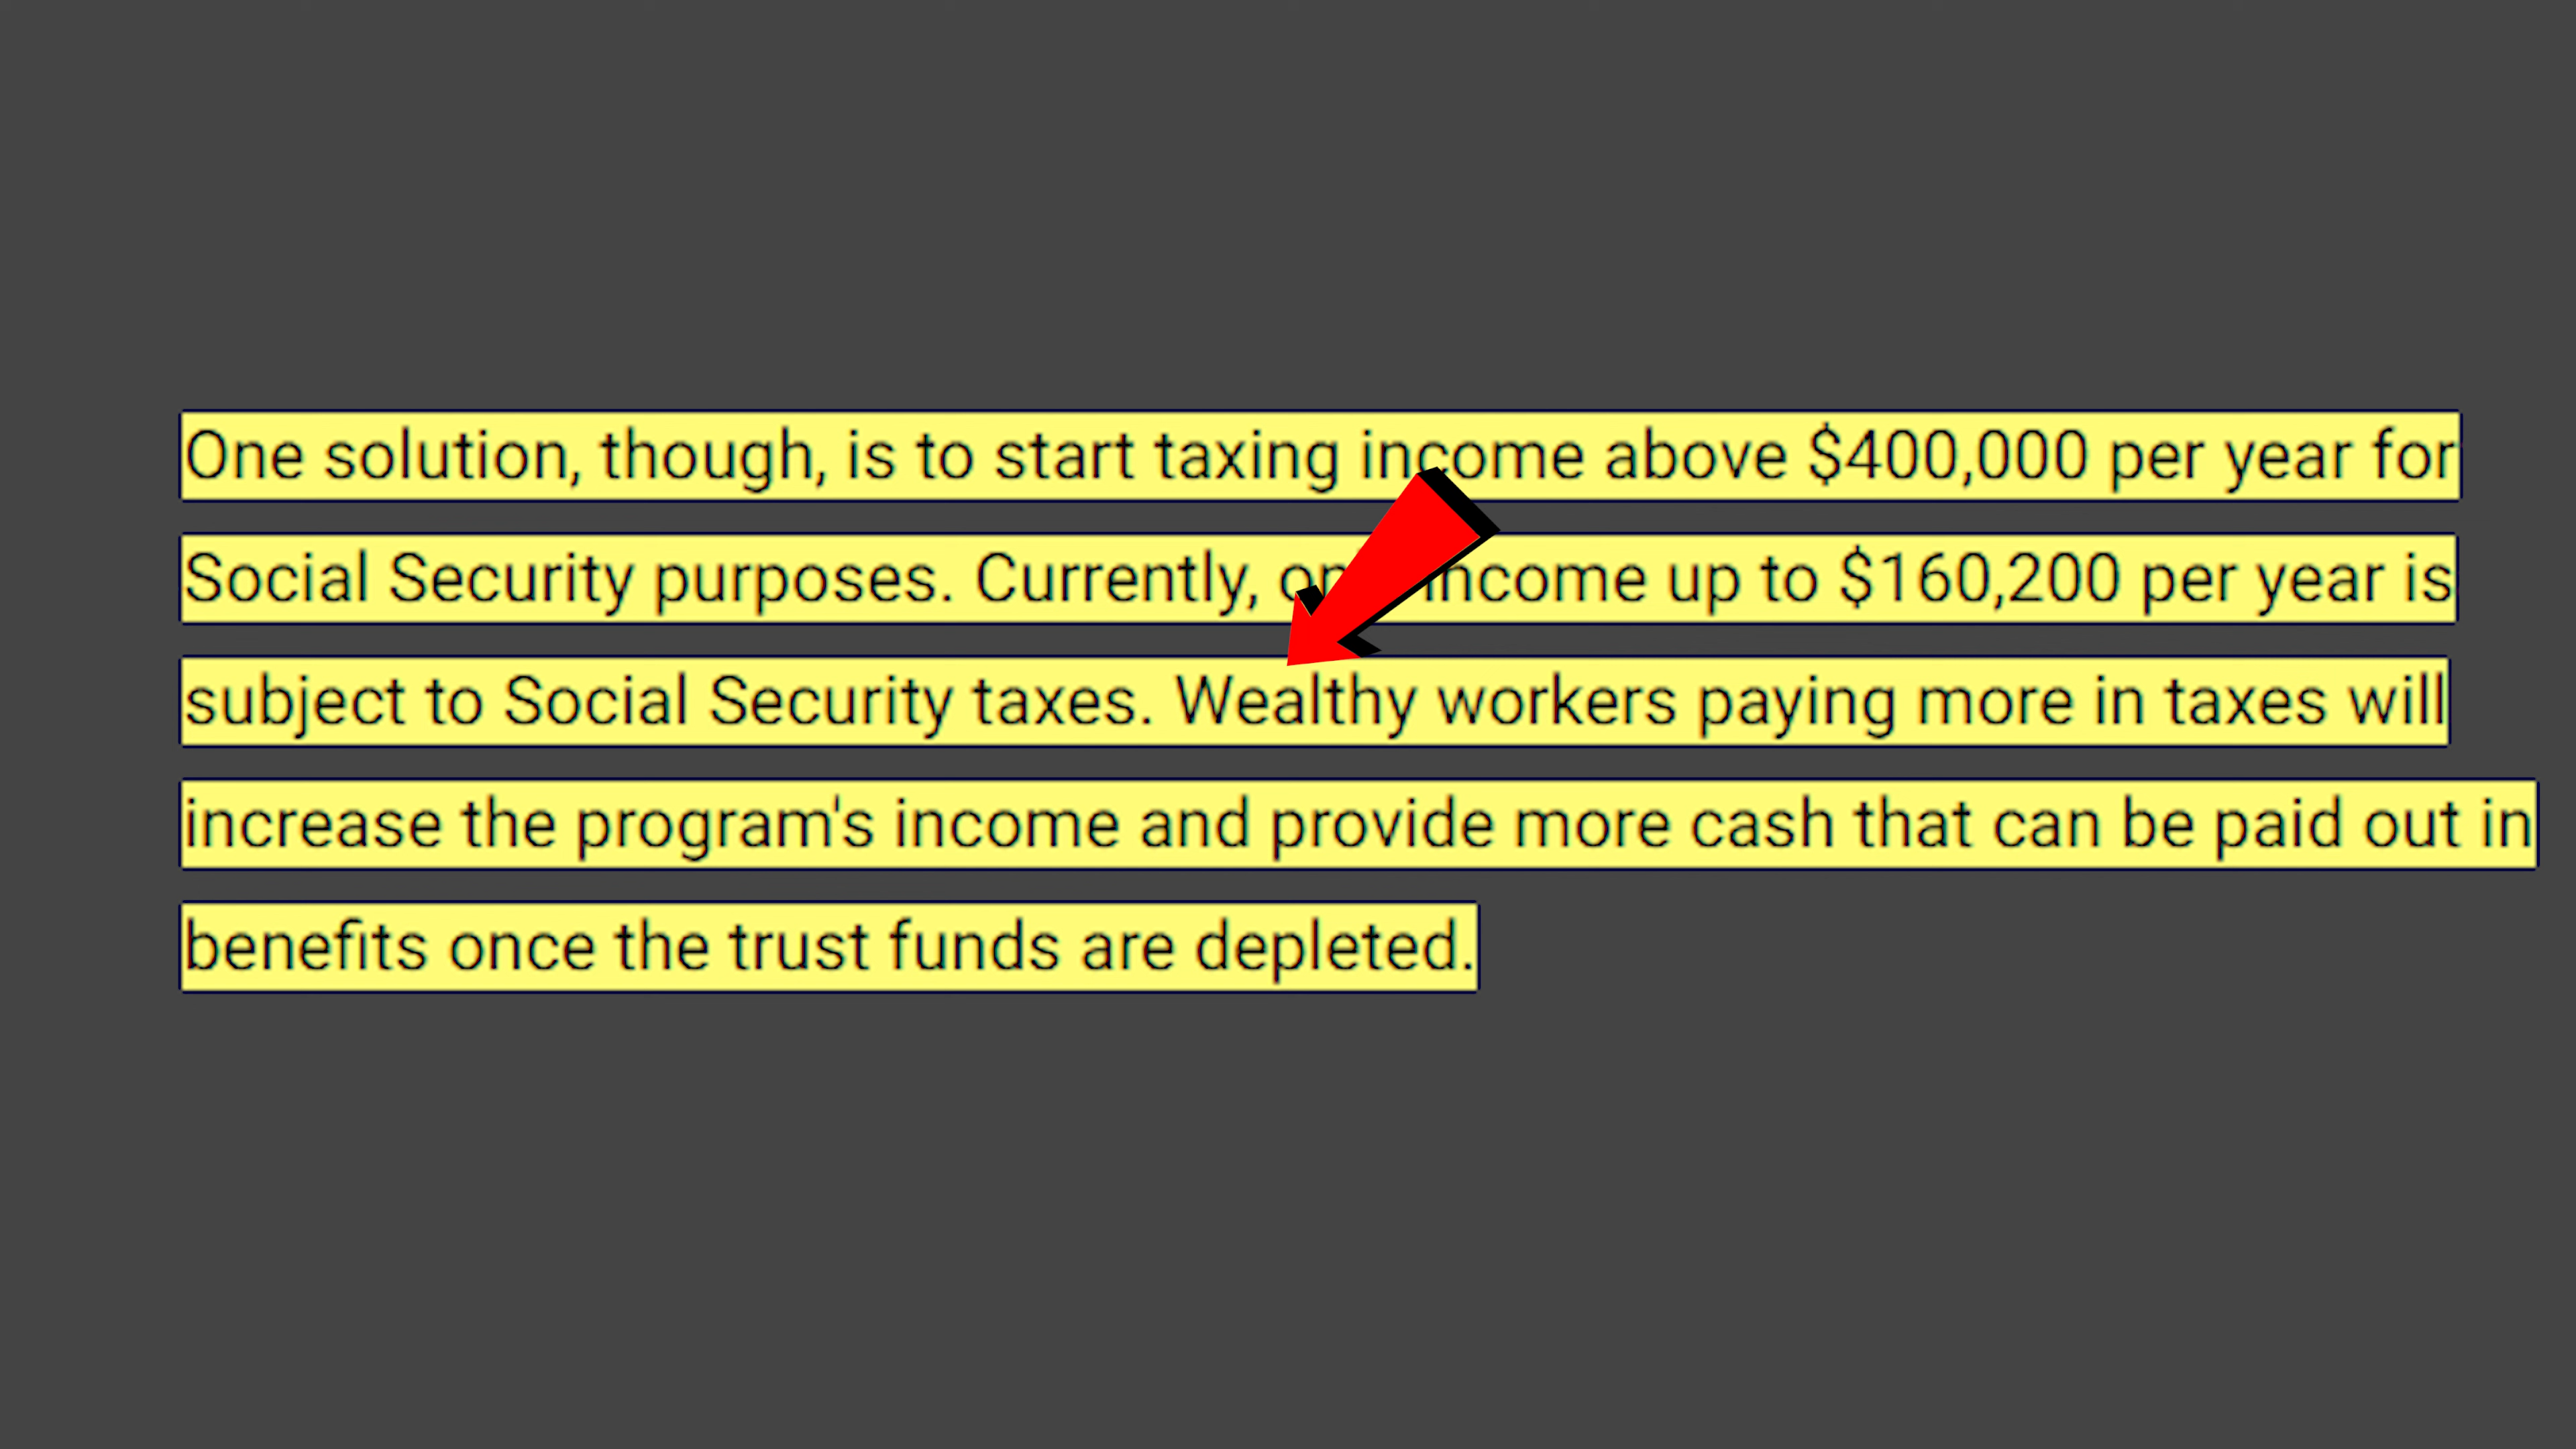 One solution, though, is to start taxing income above $400,000 per year for
Social Security purposes. Currently, income up to $160,200 per year is
subject to Social Security taxes. Wealthy workers paying more in taxes will
increase the program's income and provide more cash that can be paid out in
benefits once the trust funds are depleted.